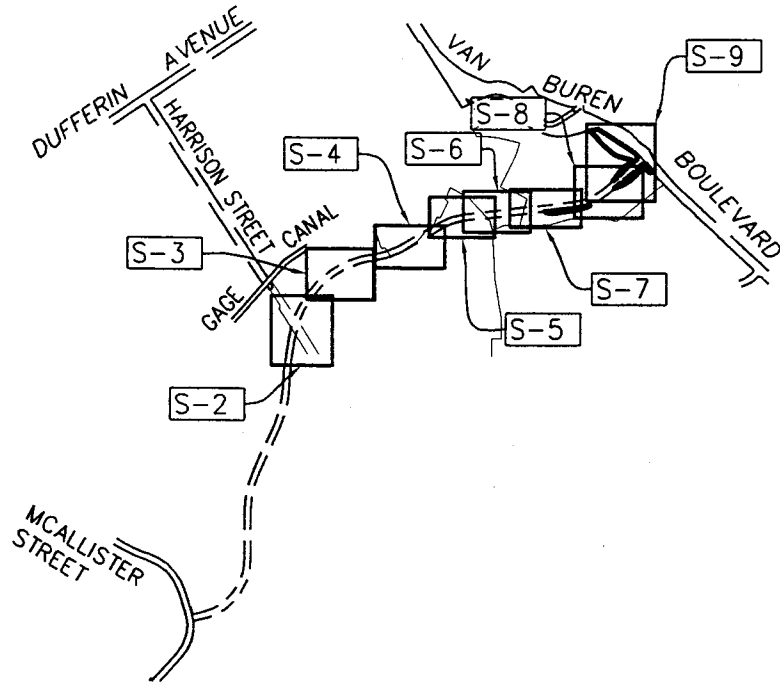 DUFFERIN AVENUE
VAN BUREN BOULEVARD
S-9
S-8
S-6
S-4
HARRISON STREET
S-3
GAGE CANAL
S-7
S-5
S-2
MCALLISTER
STREET